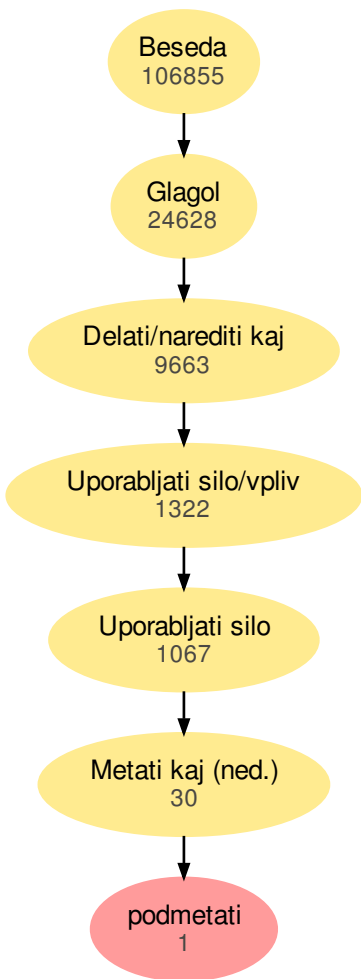 Beseda
106855
Glagol
24628
Delati/narediti kaj
9663
Uporabljati silo/vpliv
1322
Uporabljati silo
1067
Metati kaj (ned.)
30
podmetati
1